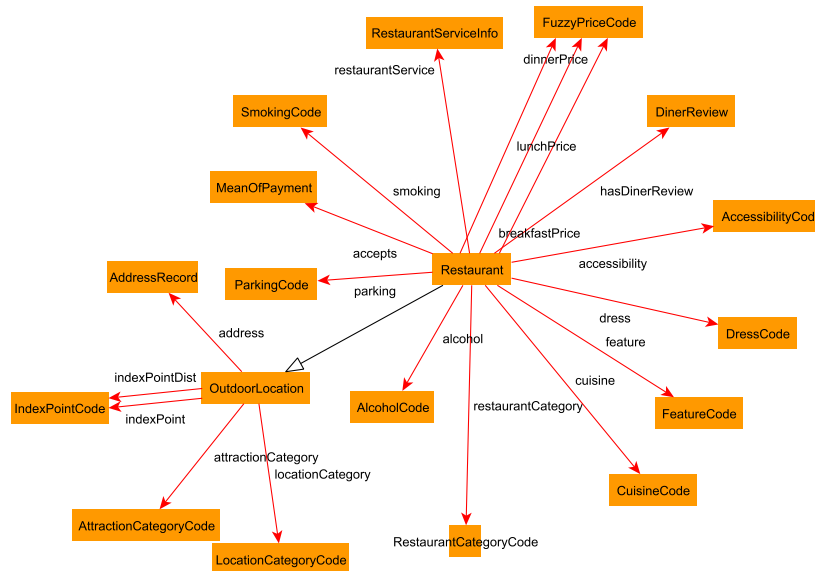 FuzzyPriceCode
RestaurantServiceInfo
dinnerPrice
restaurantService
SmokingCode
DinerReview
lunchPrice
MeanOfPayment
smoking
hasDinerReview
AccessibilityCod
breakfastPrice
accepts
accessibility
AddressRecord
ParkingCode
Restaurant
parking
dress
address
DressCode
alcohol
feature
indexPointDist
OutdoorLocation
cuisine
IndexPointCode
AlcoholCode
restaurantCategory
FeatureCode
indexPoint
attractionCategory
locationCategory
CuisineCode
AttractionCategoryCode
RestaurantCategoryCode
LocationCategoryCode